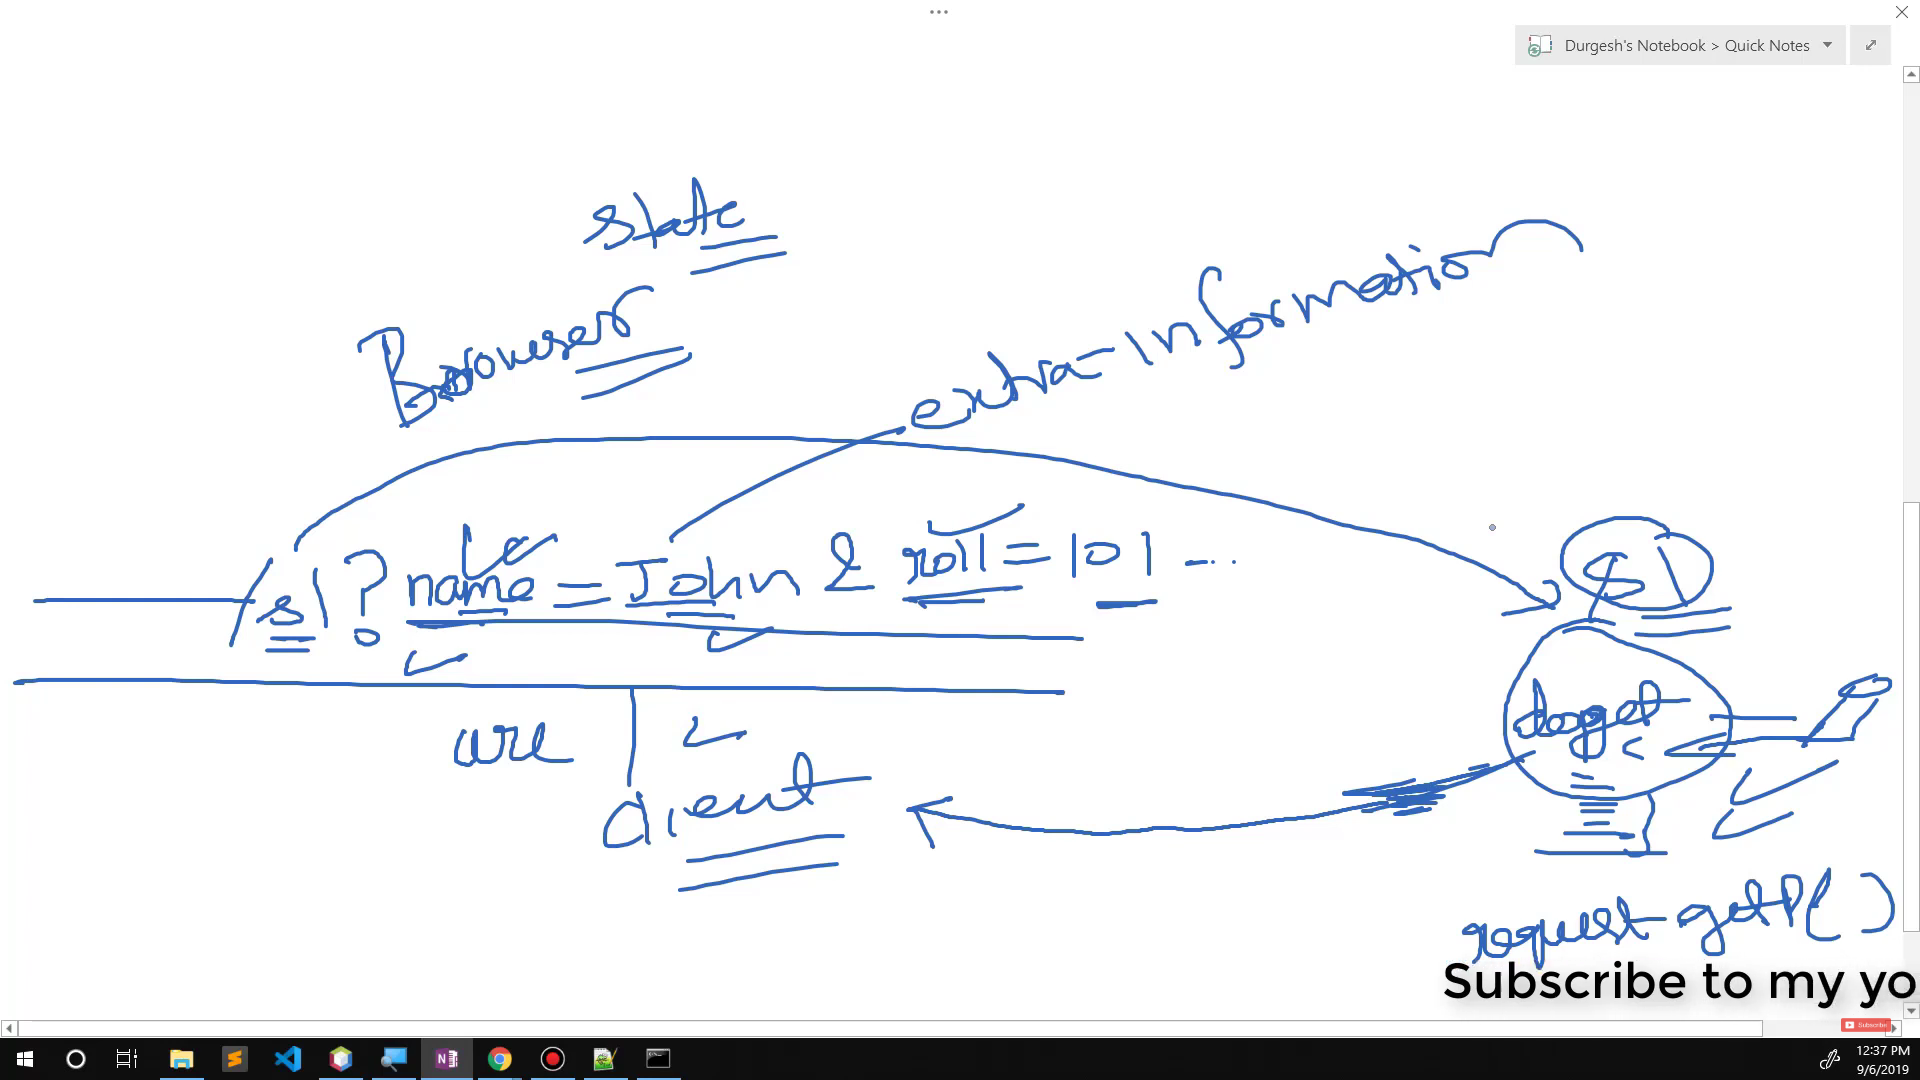 Durgesh's Notebook > Quick Notes
state
Browser
extra-Information
/s1 ? name = John & roll = 101 ...
S1
doget
url
client
request.getP( )
Subscribe to my yo
Subscribe
12:37 PM
9/6/2019